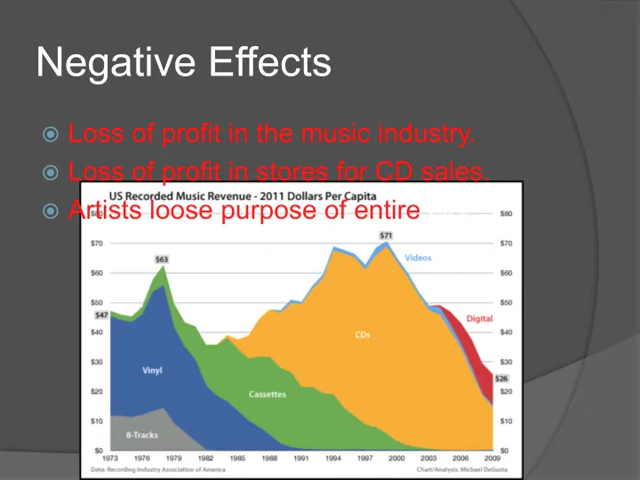 Negative Effects
Loss of profit in the music industry.
Loss of profit in stores for CD sales.
US Recorded Music Revenue - 2011 Dollars Per Capita
Artists loose purpose of entire
$80 $80
$71
$70 $70
Videos
$63
$60 $60
$50 $50
$47
Digital
$40 $40
CDs
$30 $30
Vinyl
$26
$20 $20
Cassettes
$10 $10
8-Tracks
$0 $0
1973 1976 1979 1982 1985 1988 1991 1994 1997 2000 2003 2006 2009
Data: Recording Industry Association of America Chart/Analysis: Michael DeGusta